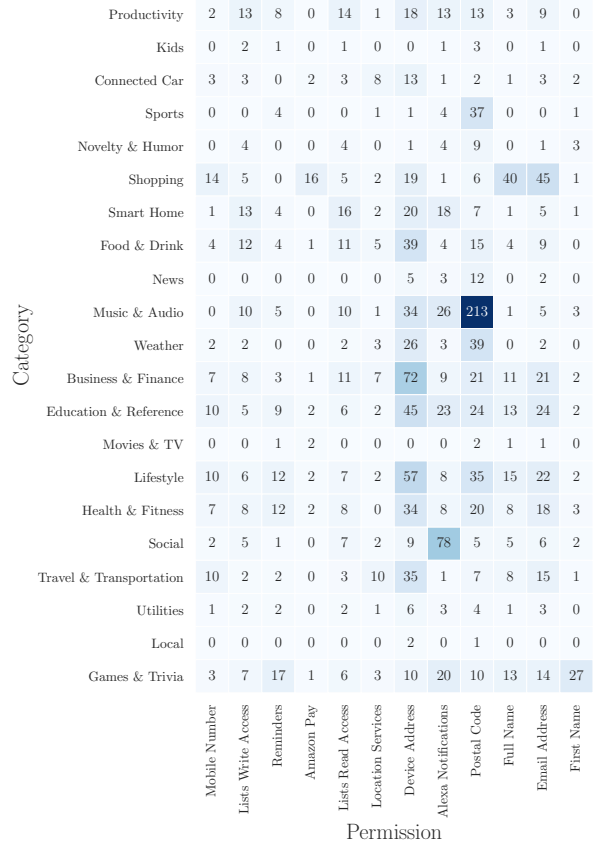 Productivity 2 13 8 0 14 1 18 13 13 3 9 0
Kids 0 2 1 0 1 0 0 1 3 0 1 0
Connected Car 3 3 0 2 3 8 13 1 2 1 3 2
Sports 0 0 4 0 0 1 1 4 37 0 0 1
Novelty & Humor 0 4 0 0 4 0 1 4 9 0 1 3
Shopping 14 5 0 16 5 2 19 1 6 40 45 1
Smart Home 1 13 4 0 16 2 20 18 7 1 5 1
Food & Drink 4 12 4 1 11 5 39 4 15 4 9 0
News 0 0 0 0 0 0 5 3 12 0 2 0
Music & Audio 0 10 5 0 10 1 34 26 213 1 5 3
Weather 2 2 0 0 2 3 26 3 39 0 2 0
Business & Finance 7 8 3 1 11 7 72 9 21 11 21 2
Education & Reference 10 5 9 2 6 2 45 23 24 13 24 2
Movies & TV 0 0 1 2 0 0 0 0 2 1 1 0
Lifestyle 10 6 12 2 7 2 57 8 35 15 22 2
Health & Fitness 7 8 12 2 8 0 34 8 20 8 18 3
Social 2 5 1 0 7 2 9 78 5 5 6 2
Travel & Transportation 10 2 2 0 3 10 35 1 7 8 15 1
Utilities 1 2 2 0 2 1 6 3 4 1 3 0
Local 0 0 0 0 0 0 2 0 1 0 0 0
Games & Trivia 3 7 17 1 6 3 10 20 10 13 14 27
Category
Mobile Number
Lists Write Access
Reminders
Amazon Pay
Lists Read Access
Location Services
Device Address
Alexa Notifications
Postal Code
Full Name
Email Address
First Name
Permission